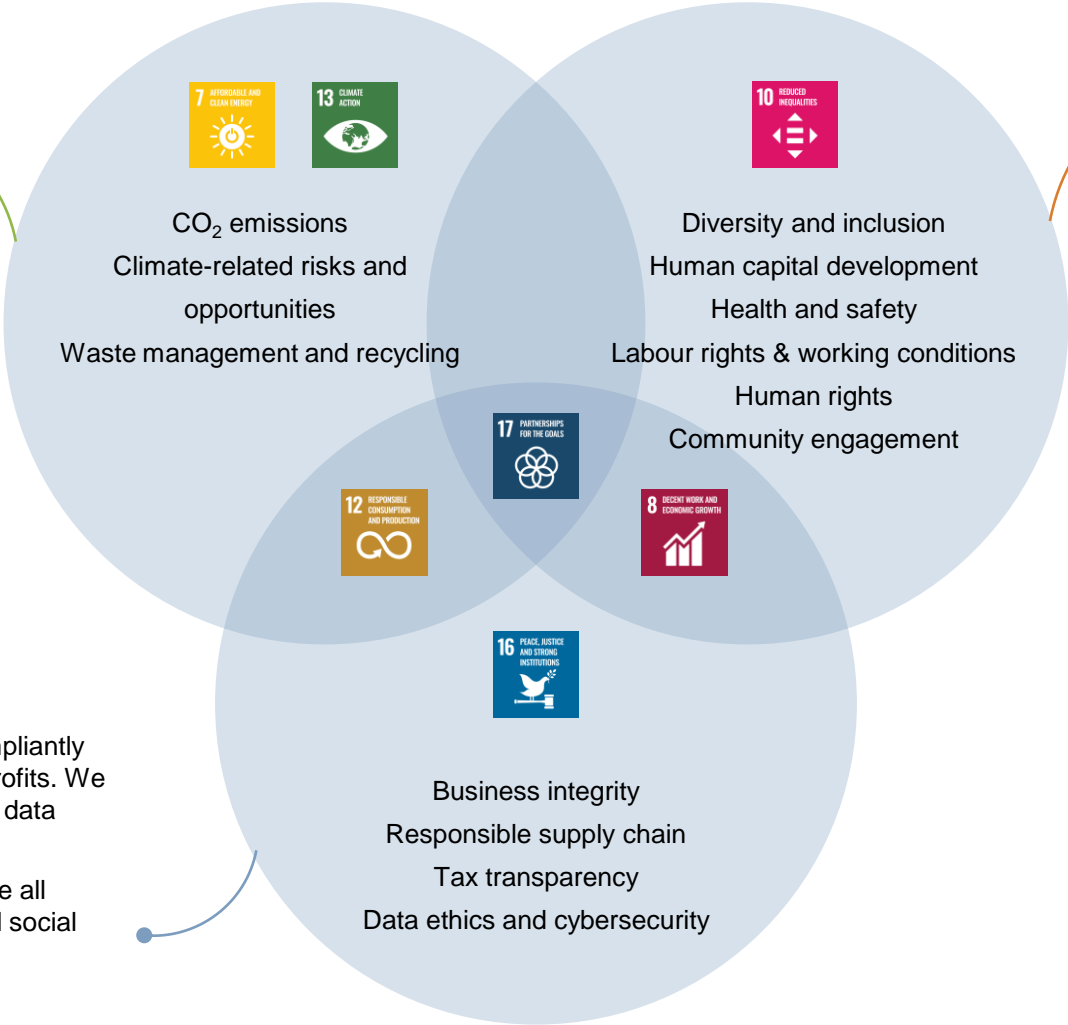 7 AFFORDABLE AND
CLEAN ENERGY
13 CLIMATE
ACTION
CO₂ emissions
Climate-related risks and
opportunities
Waste management and recycling
10 REDUCED
INEQUALITIES
Diversity and inclusion
Human capital development
Health and safety
Labour rights & working conditions
Human rights
Community engagement
17 PARTNERSHIPS
FOR THE GOALS
12 RESPONSIBLE
CONSUMPTION
AND PRODUCTION
8 DECENT WORK AND
ECONOMIC GROWTH
16 PEACE, JUSTICE
AND STRONG
INSTITUTIONS
Business integrity
Responsible supply chain
Tax transparency
Data ethics and cybersecurity
pliantly
rofits. We
data
e all
social